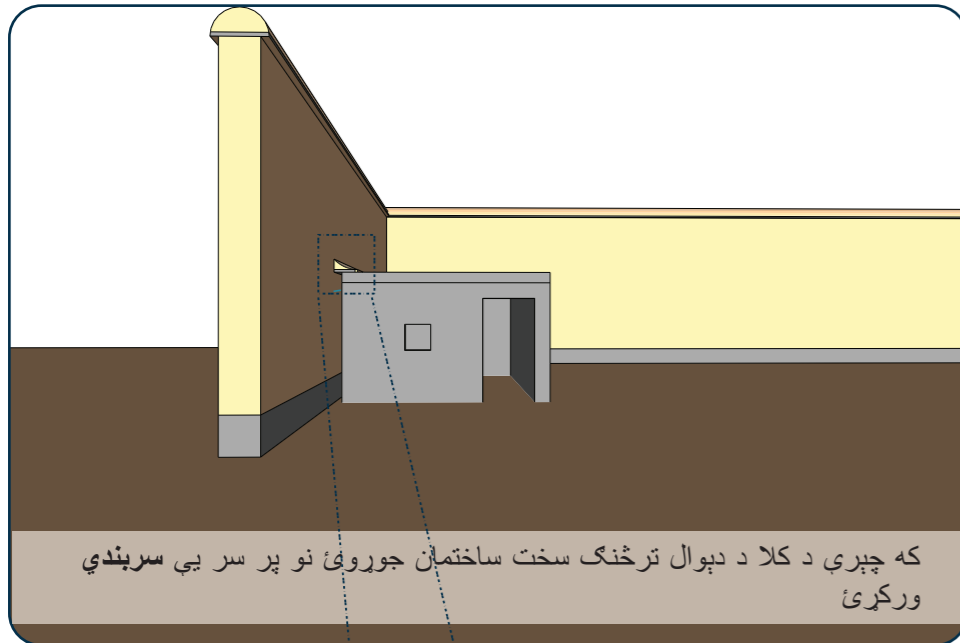 که چېرې د کلا د دېوال ترڅنګ سخت ساختمان جوړوئ نو پر سر يې سربندي
ورکړئ